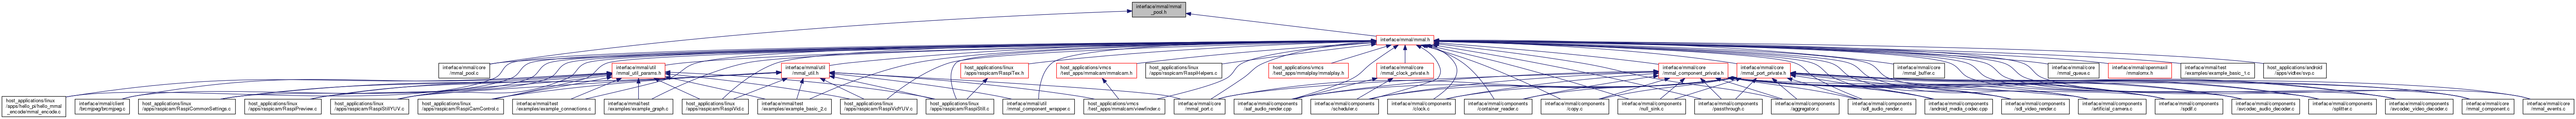 interface/mmal/mmal
_pool.h
interface/mmal/mmal.h
interface/mmal/core
/mmal_pool.c
interface/mmal/util
/mmal_util_params.h
interface/mmal/util
/mmal_util.h
host_applications/linux
/apps/raspicam/RaspiTex.h
host_applications/vmcs
/test_apps/mmalcam/mmalcam.h
host_applications/linux
/apps/raspicam/RaspiHelpers.c
host_applications/vmcs
/test_apps/mmalplay/mmalplay.h
interface/mmal/core
/mmal_clock_private.h
interface/mmal/core
/mmal_component_private.h
interface/mmal/core
/mmal_port_private.h
interface/mmal/core
/mmal_buffer.c
interface/mmal/core
/mmal_queue.c
interface/mmal/openmaxil
/mmalomx.h
interface/mmal/test
/examples/example_basic_1.c
host_applications/android
/apps/vidtex/svp.c
host_applications/linux
/apps/hello_pi/hello_mmal
_encode/mmal_encode.c
interface/mmal/client
/brcmjpeg/brcmjpeg.c
host_applications/linux
/apps/raspicam/RaspiCommonSettings.c
host_applications/linux
/apps/raspicam/RaspiPreview.c
host_applications/linux
/apps/raspicam/RaspiStillYUV.c
host_applications/linux
/apps/raspicam/RaspiCamControl.c
interface/mmal/test
/examples/example_connections.c
interface/mmal/test
/examples/example_graph.c
host_applications/linux
/apps/raspicam/RaspiVid.c
interface/mmal/test
/examples/example_basic_2.c
host_applications/linux
/apps/raspicam/RaspiVidYUV.c
host_applications/linux
/apps/raspicam/RaspiStill.c
interface/mmal/util
/mmal_component_wrapper.c
host_applications/vmcs
/test_apps/mmalcam/viewfinder.c
interface/mmal/core
/mmal_port.c
interface/mmal/components
/aaf_audio_render.cpp
interface/mmal/components
/scheduler.c
interface/mmal/components
/clock.c
interface/mmal/components
/container_reader.c
interface/mmal/components
/copy.c
interface/mmal/components
/null_sink.c
interface/mmal/components
/passthrough.c
interface/mmal/components
/aggregator.c
interface/mmal/components
/sdl_audio_render.c
interface/mmal/components
/android_media_codec.cpp
interface/mmal/components
/sdl_video_render.c
interface/mmal/components
/artificial_camera.c
interface/mmal/components
/spdif.c
interface/mmal/components
/avcodec_audio_decoder.c
interface/mmal/components
/splitter.c
interface/mmal/components
/avcodec_video_decoder.c
interface/mmal/core
/mmal_component.c
interface/mmal/core
/mmal_events.c